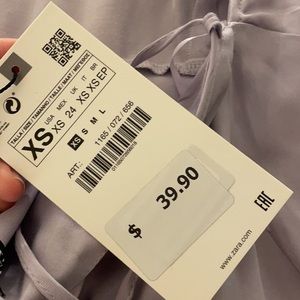 TALLA / SIZE / TAMANHO / TAILLE / MAAT / MEGEOE
USA MEX UK IT BR
XS XS 24 XS XS EP
XS S M L
ART.: 1165 / 072 / 656
$ 39.90
www.zara.com
EAC